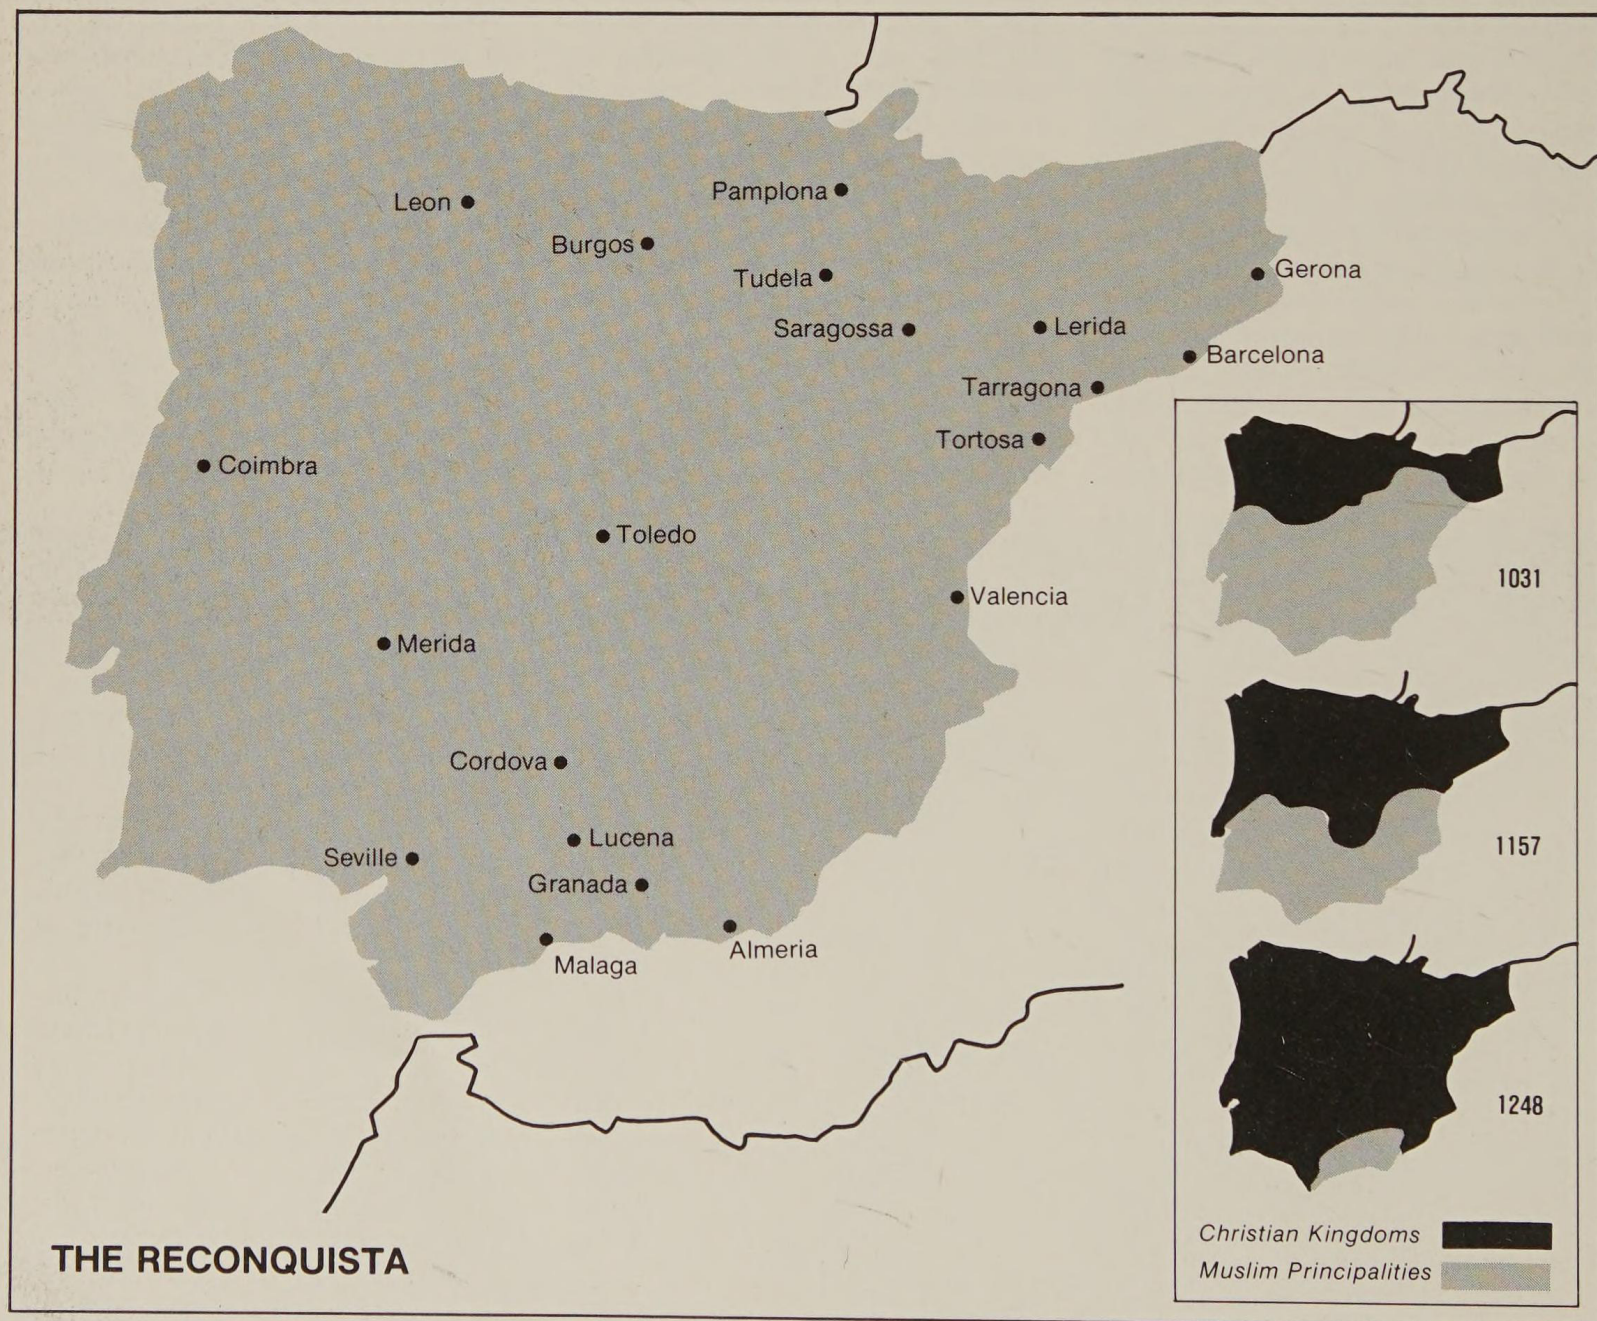 Leon
Pamplona
Burgos
Tudela
Gerona
Saragossa
Lerida
Barcelona
Tarragona
Tortosa
Coimbra
Toledo
Valencia
Merida
Cordova
Lucena
Seville
Granada
Almeria
Malaga
1031
1157
1248
Christian Kingdoms
Muslim Principalities
THE RECONQUISTA